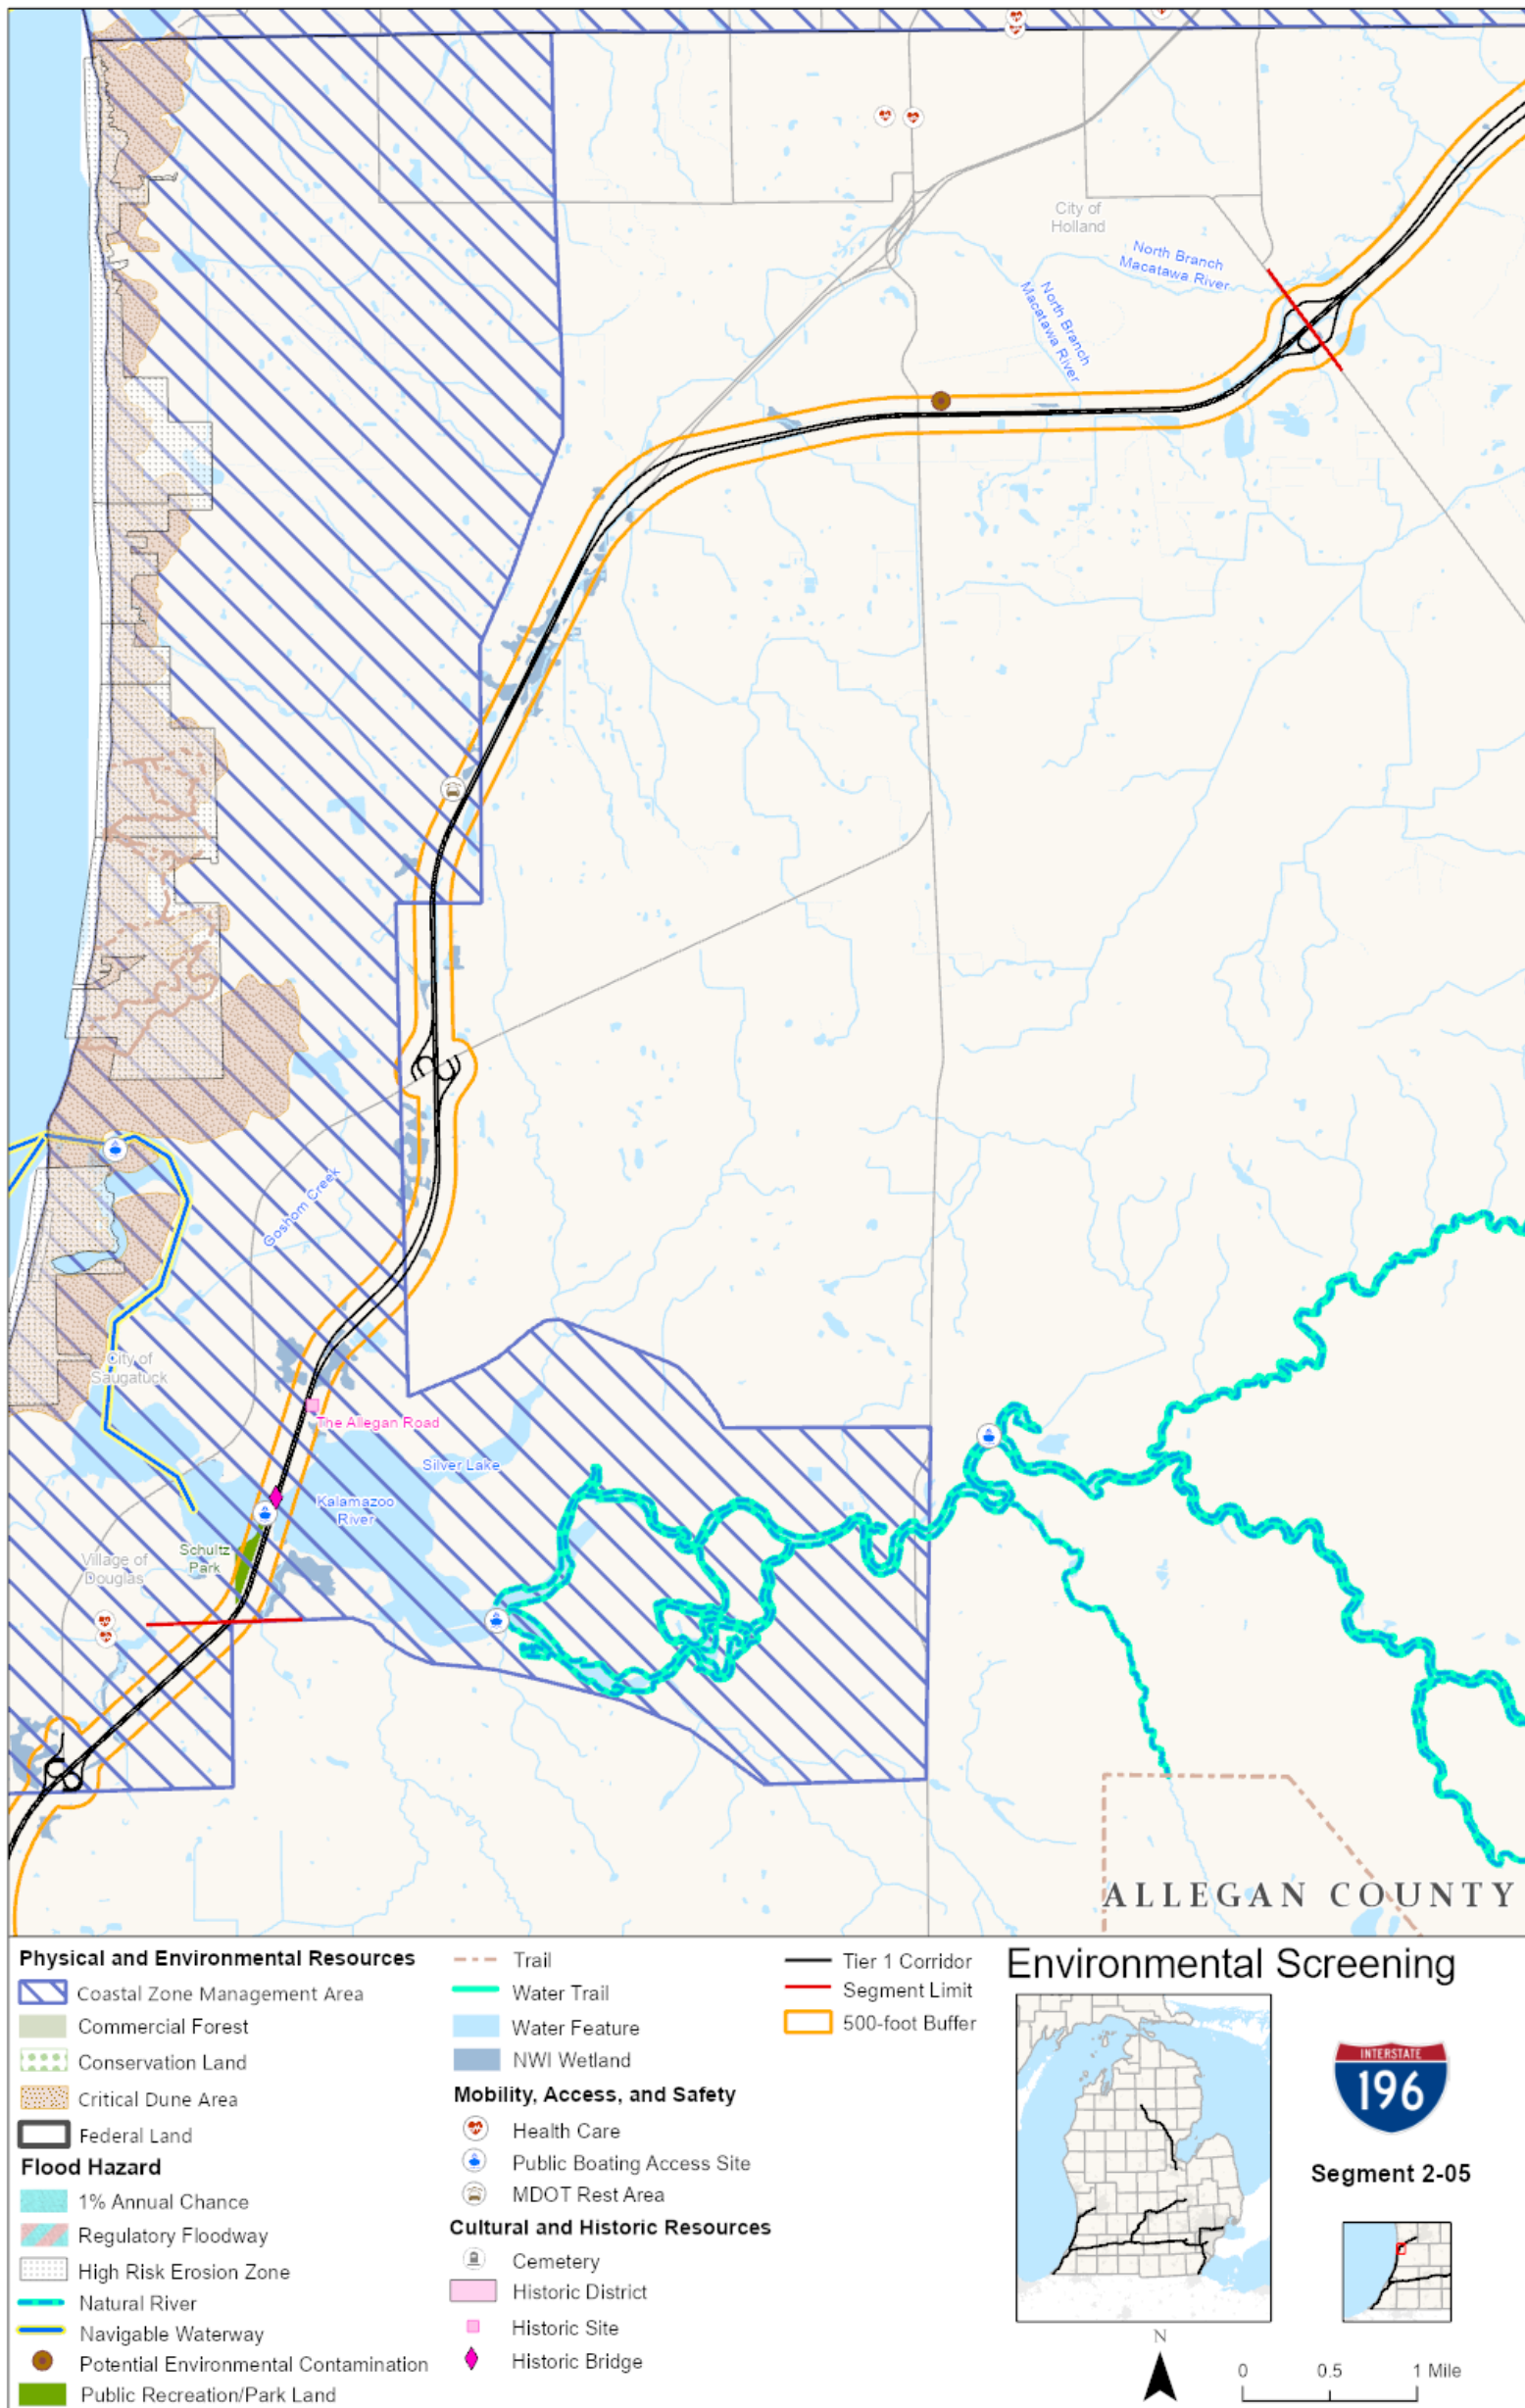 City of
Holland
North Branch
Macatawa River
North Branch
Macatawa River
Goshorn Creek
City of
Saugatuck
The Allegan Road
Silver Lake
Kalamazoo
River
Schultz
Park
Village of
Douglas
ALLEGAN COUNTY
Physical and Environmental Resources
Coastal Zone Management Area
Commercial Forest
Conservation Land
Critical Dune Area
Federal Land
Flood Hazard
1% Annual Chance
Regulatory Floodway
High Risk Erosion Zone
Natural River
Navigable Waterway
Potential Environmental Contamination
Public Recreation/Park Land
Trail
Water Trail
Water Feature
NWI Wetland
Mobility, Access, and Safety
Health Care
Public Boating Access Site
MDOT Rest Area
Cultural and Historic Resources
Cemetery
Historic District
Historic Site
Historic Bridge
Tier 1 Corridor
Segment Limit
500-foot Buffer
Environmental Screening
INTERSTATE
196
Segment 2-05
N
0 0.5 1 Mile